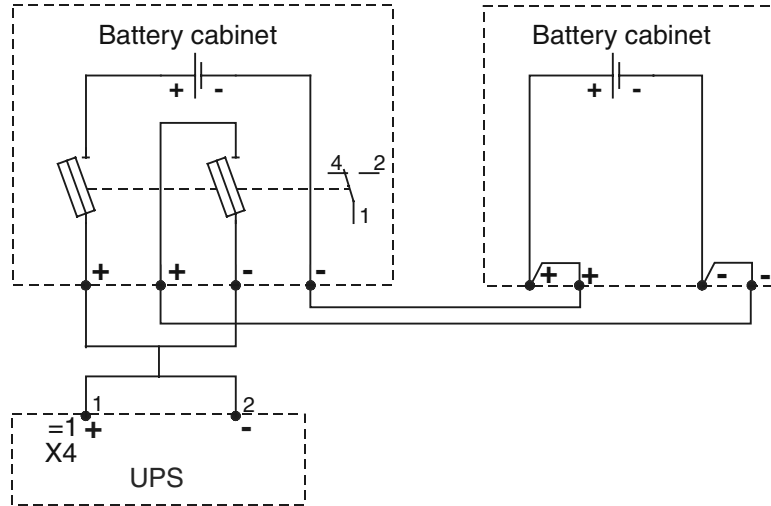 Battery cabinet
Battery cabinet
+ -
+ -
4 2
1
+ + - -
+ + - -
1 2
=1 + -
X4
UPS